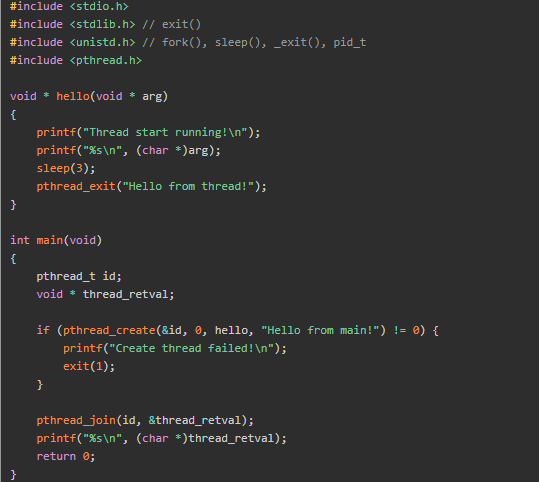 #include <stdio.h>
#include <stdlib.h> // exit()
#include <unistd.h> // fork(), sleep(), _exit(), pid_t
#include <pthread.h>

void * hello(void * arg)
{
    printf("Thread start running!\n");
    printf("%s\n", (char *)arg);
    sleep(3);
    pthread_exit("Hello from thread!");
}

int main(void)
{
    pthread_t id;
    void * thread_retval;

    if (pthread_create(&id, 0, hello, "Hello from main!") != 0) {
        printf("Create thread failed!\n");
        exit(1);
    }

    pthread_join(id, &thread_retval);
    printf("%s\n", (char *)thread_retval);
    return 0;
}